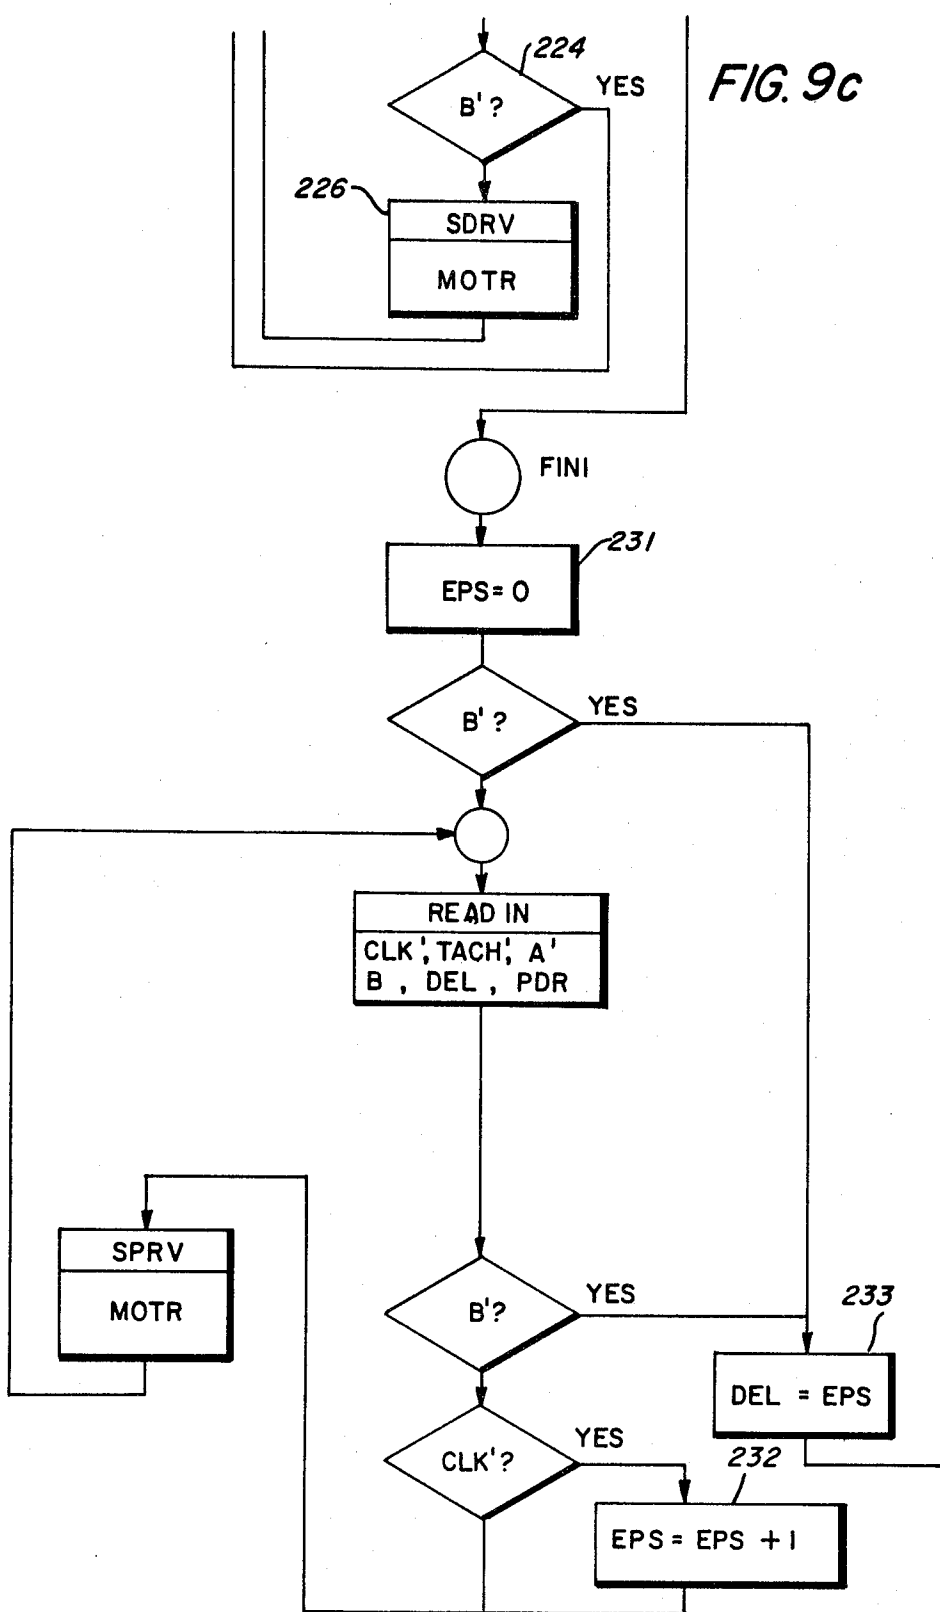 224
YES
FIG. 9c
B' ?
226
SDRV
MOTR
FINI
231
EPS = 0
B' ?
YES
READ IN
CLK', TACH', A'
B , DEL , PDR
SPRV
MOTR
B'?
YES
233
DEL = EPS
CLK'?
YES
232
EPS = EPS + 1